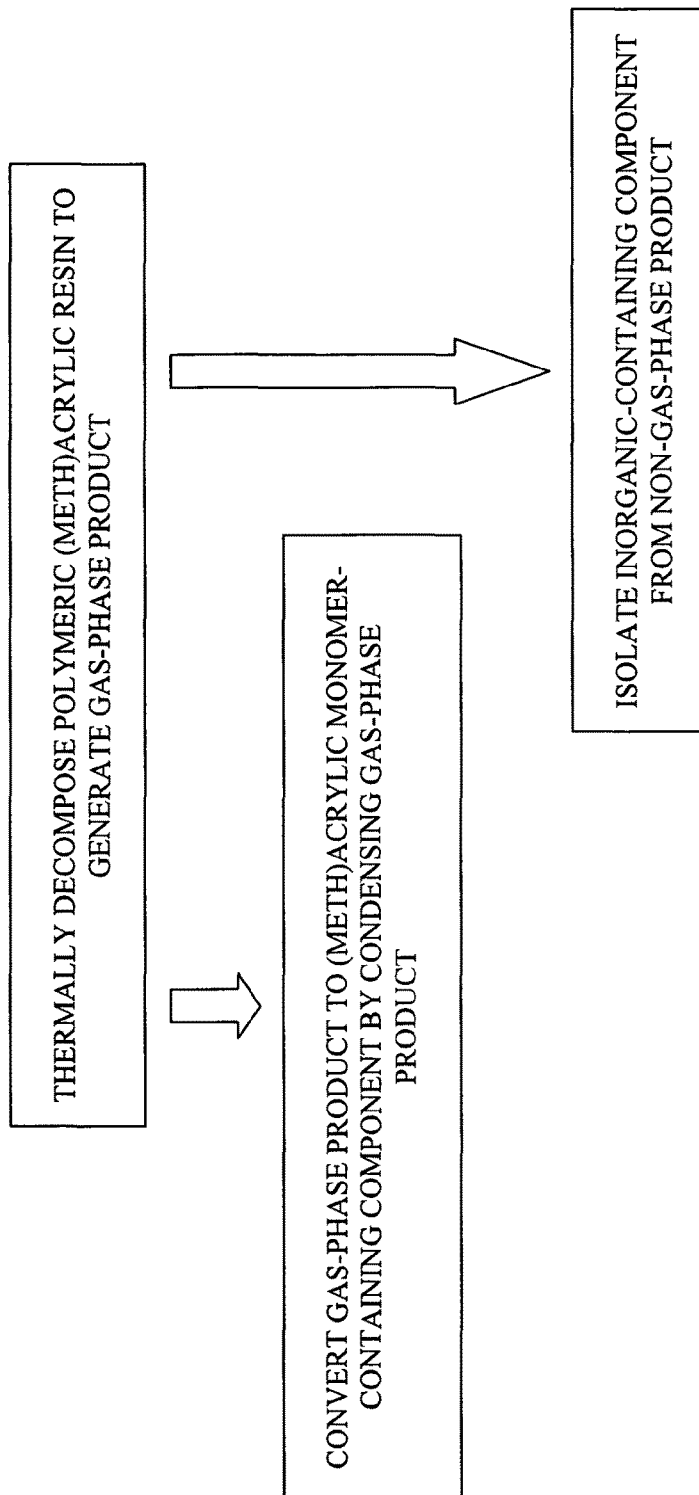 THERMALLY DECOMPOSE POLYMERIC (METH)ACRYLIC RESIN TO
GENERATE GAS-PHASE PRODUCT
CONVERT GAS-PHASE PRODUCT TO (METH)ACRYLIC MONOMER-
CONTAINING COMPONENT BY CONDENSING GAS-PHASE
PRODUCT
ISOLATE INORGANIC-CONTAINING COMPONENT
FROM NON-GAS-PHASE PRODUCT